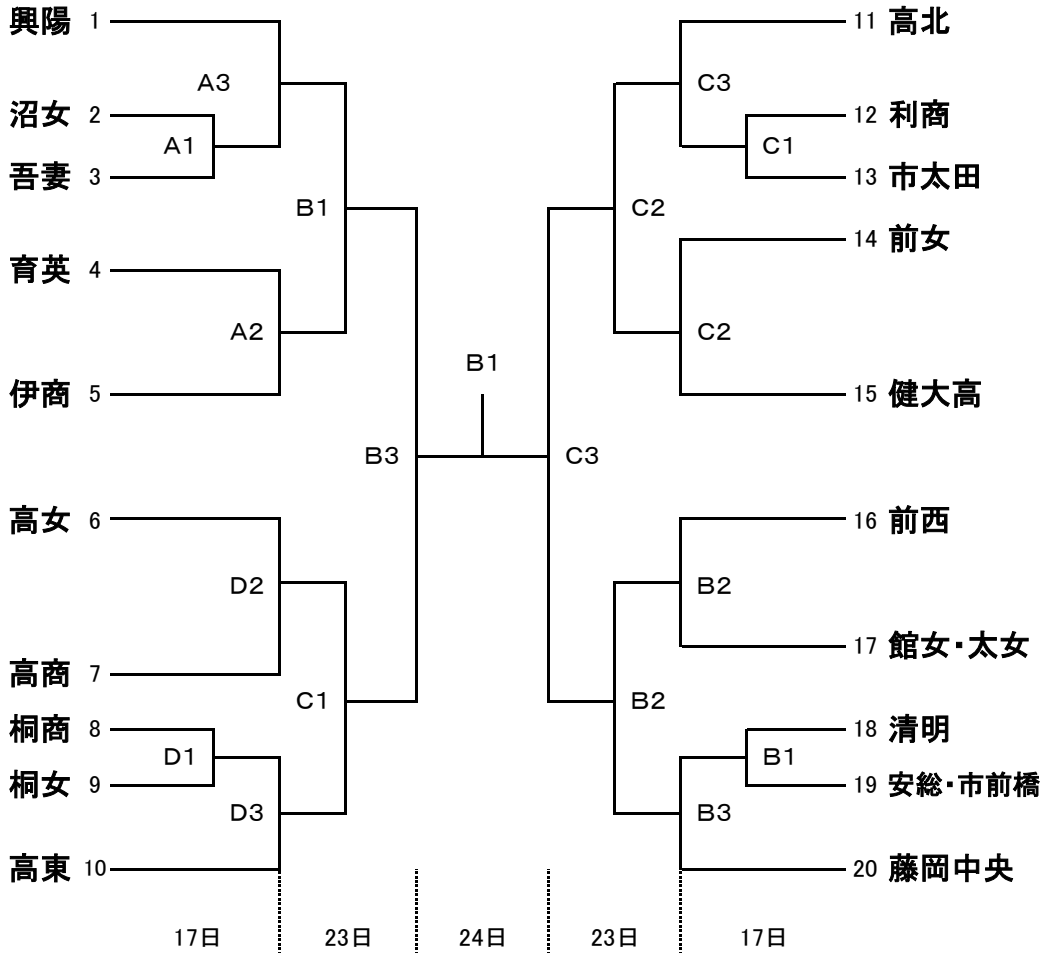 興陽 1
A3
沼女 2
A1
吾妻 3
B1
育英 4
A2
伊商 5
B3
高女 6
D2
高商 7
C1
桐商 8
D1
桐女 9
D3
高東 10
B1
11 高北
C3
12 利商
C1
13 市太田
C2
14 前女
C2
15 健大高
C3
16 前西
B2
17 館女・太女
B2
18 清明
B1
19 安総・市前橋
B3
20 藤岡中央
17日 23日 24日 23日 17日